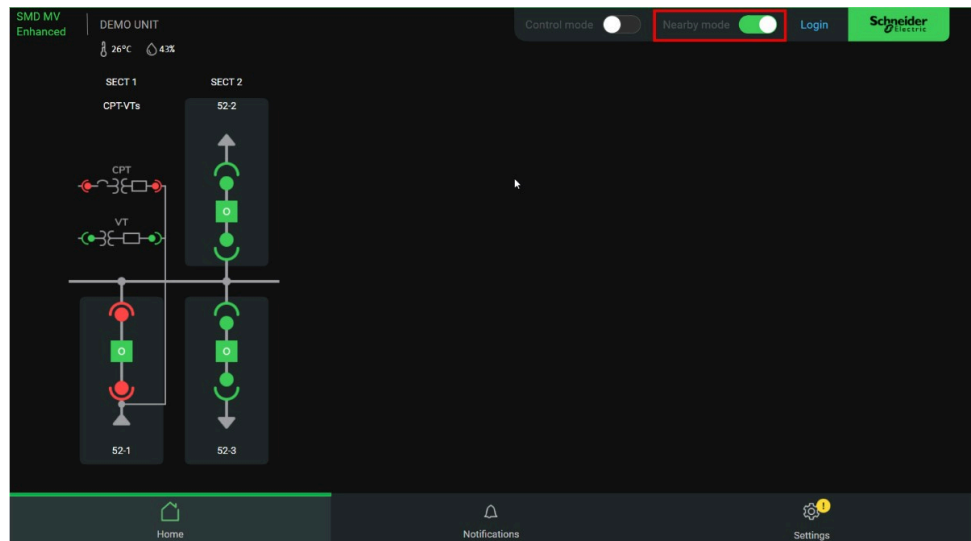 SMD MV
Enhanced
DEMO UNIT
Control mode
Nearby mode
Login
Schneider
Electric
26°C
43%
SECT 1
SECT 2
CPT-VTs
52-2
CPT
O
VT
O
O
52-1
52-3
Home
Notifications
!
Settings